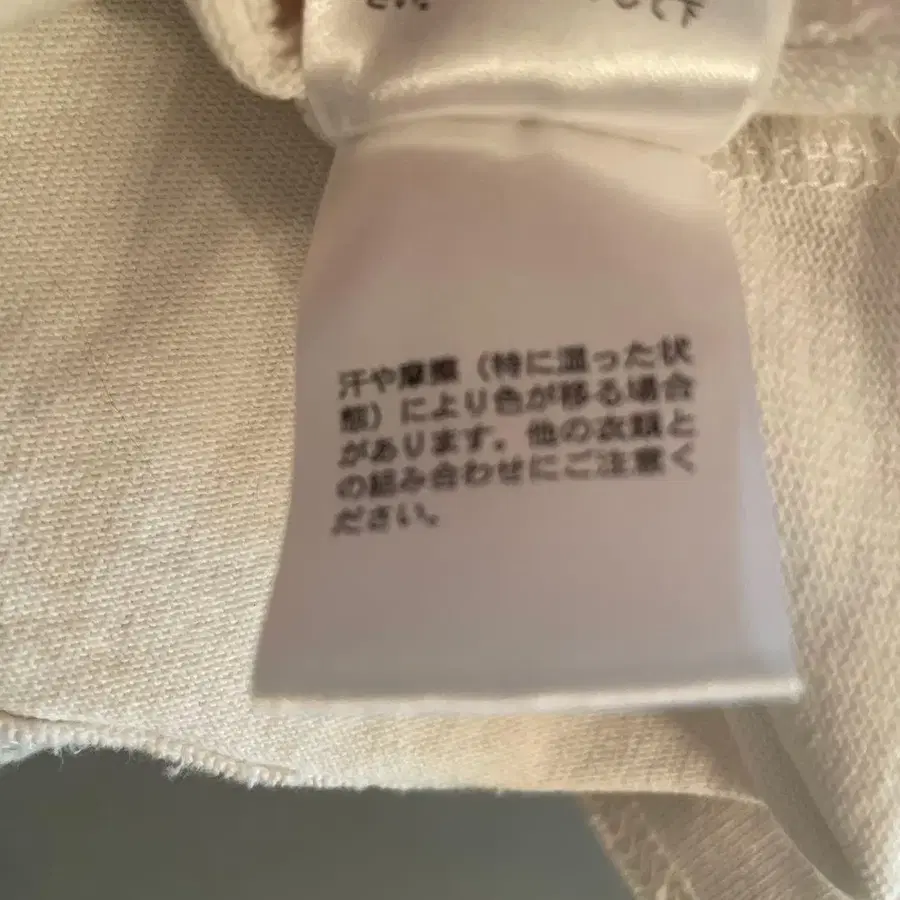 さい。
汗や摩擦（特に湿った状
態）により色が移る場合
があります。他の衣類と
の組み合わせにご注意く
ださい。